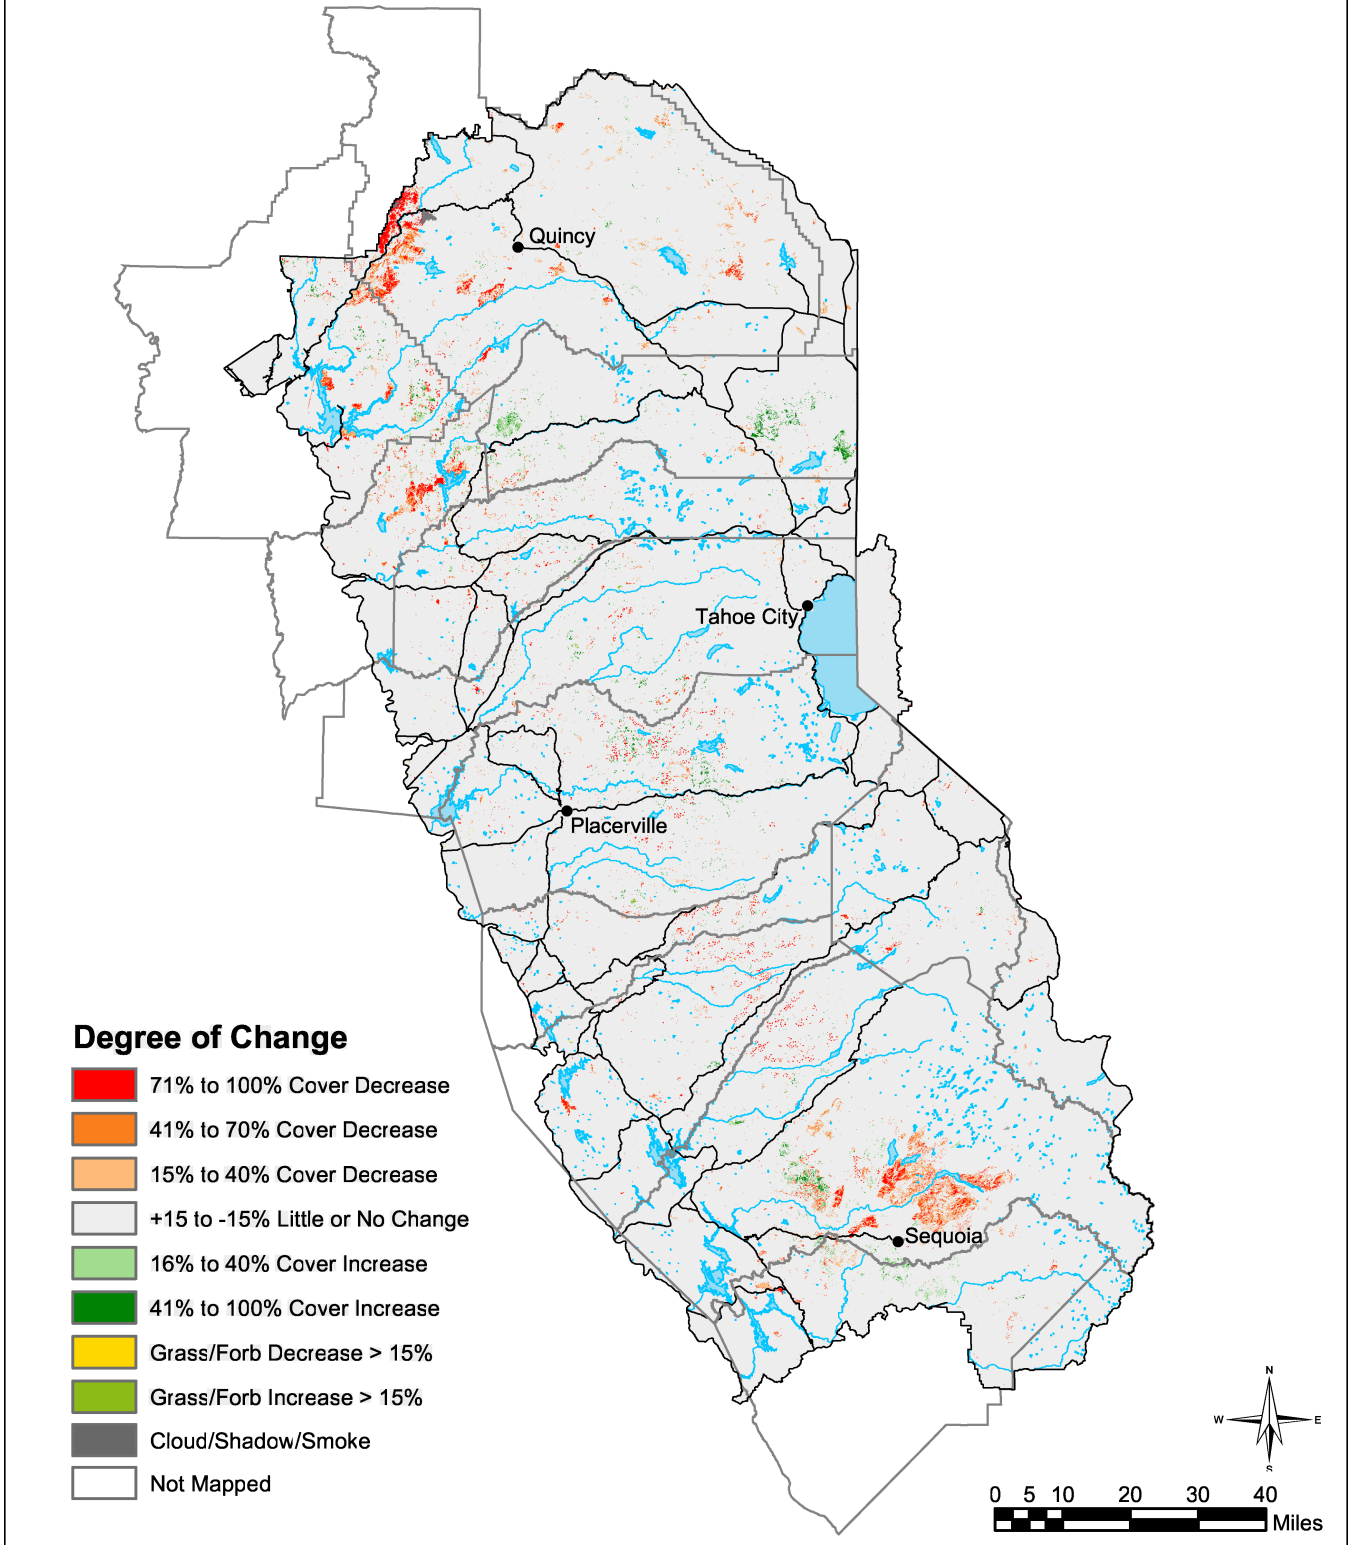 Quincy
Tahoe City
Placerville
Sequoia
Degree of Change
71% to 100% Cover Decrease
41% to 70% Cover Decrease
15% to 40% Cover Decrease
+15 to -15% Little or No Change
16% to 40% Cover Increase
41% to 100% Cover Increase
Grass/Forb Decrease > 15%
Grass/Forb Increase > 15%
Cloud/Shadow/Smoke
Not Mapped
N
W E
S
0 5 10 20 30 40
Miles